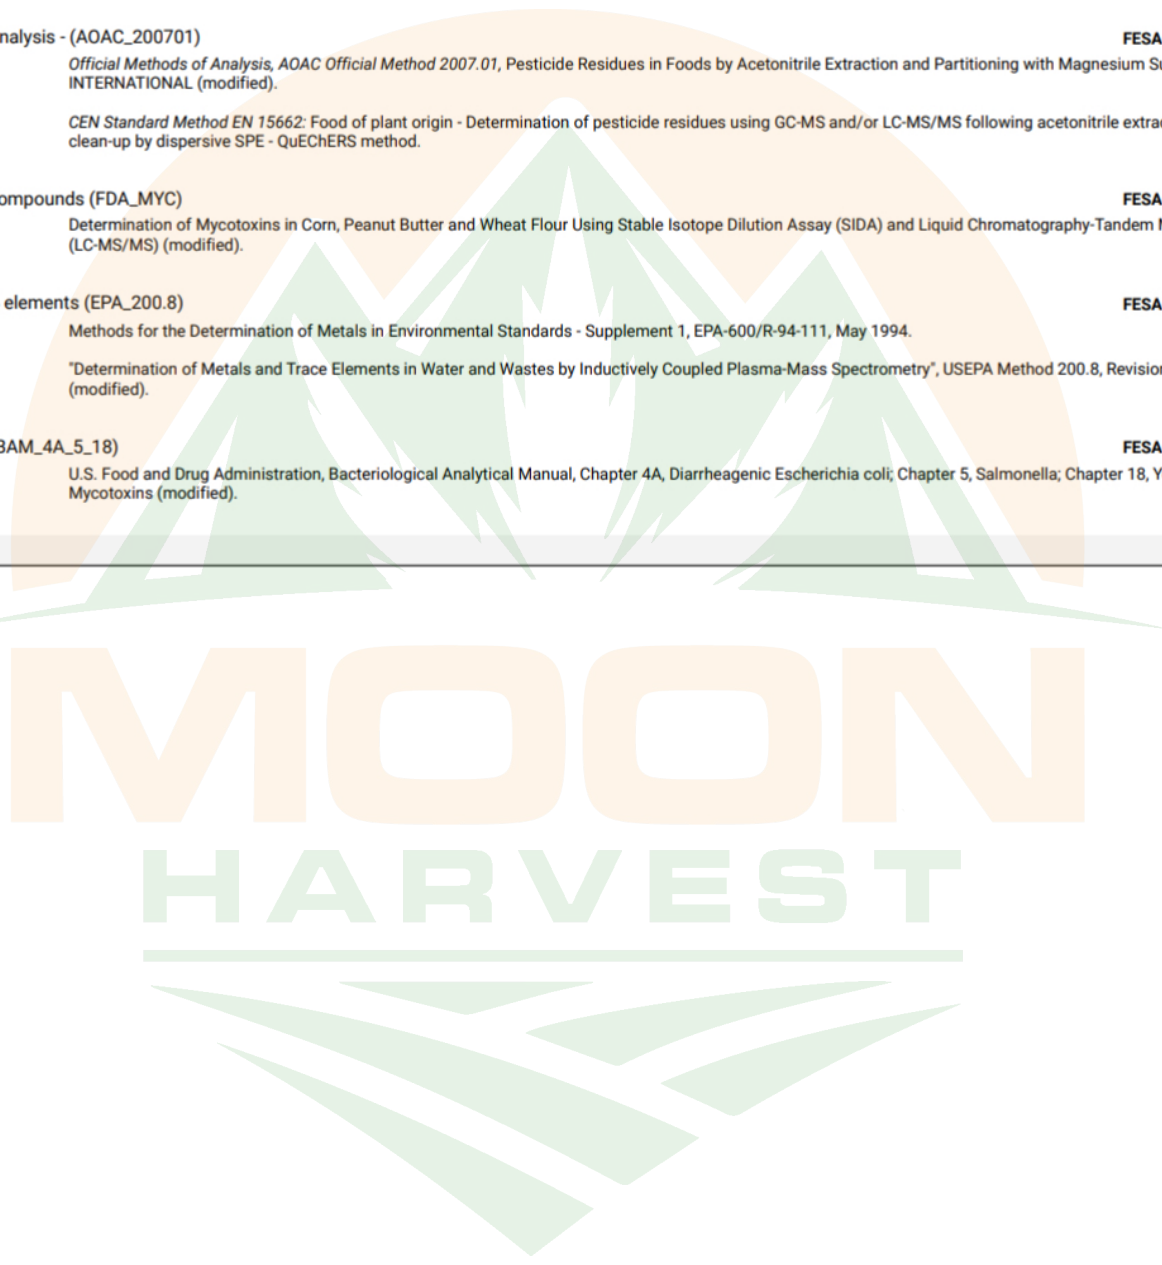 nalysis - (AOAC_200701)
FESA
Official Methods of Analysis, AOAC Official Method 2007.01, Pesticide Residues in Foods by Acetonitrile Extraction and Partitioning with Magnesium
INTERNATIONAL (modified).
CEN Standard Method EN 15662: Food of plant origin - Determination of pesticide residues using GC-MS and/or LC-MS/MS following acetonitrile extra
clean-up by dispersive SPE - QuEChERS method.
ompounds (FDA_MYC)
FESA
Determination of Mycotoxins in Corn, Peanut Butter and Wheat Flour Using Stable Isotope Dilution Assay (SIDA) and Liquid Chromatography-Tandem
(LC-MS/MS) (modified).
elements (EPA_200.8)
FESA
Methods for the Determination of Metals in Environmental Standards - Supplement 1, EPA-600/R-94-111, May 1994.
"Determination of Metals and Trace Elements in Water and Wastes by Inductively Coupled Plasma-Mass Spectrometry", USEPA Method 200.8, Revision
(modified).
BAM_4A_5_18)
FESA
U.S. Food and Drug Administration, Bacteriological Analytical Manual, Chapter 4A, Diarrheagenic Escherichia coli; Chapter 5, Salmonella; Chapter 18, Y
Mycotoxins (modified).
MOON
HARVEST